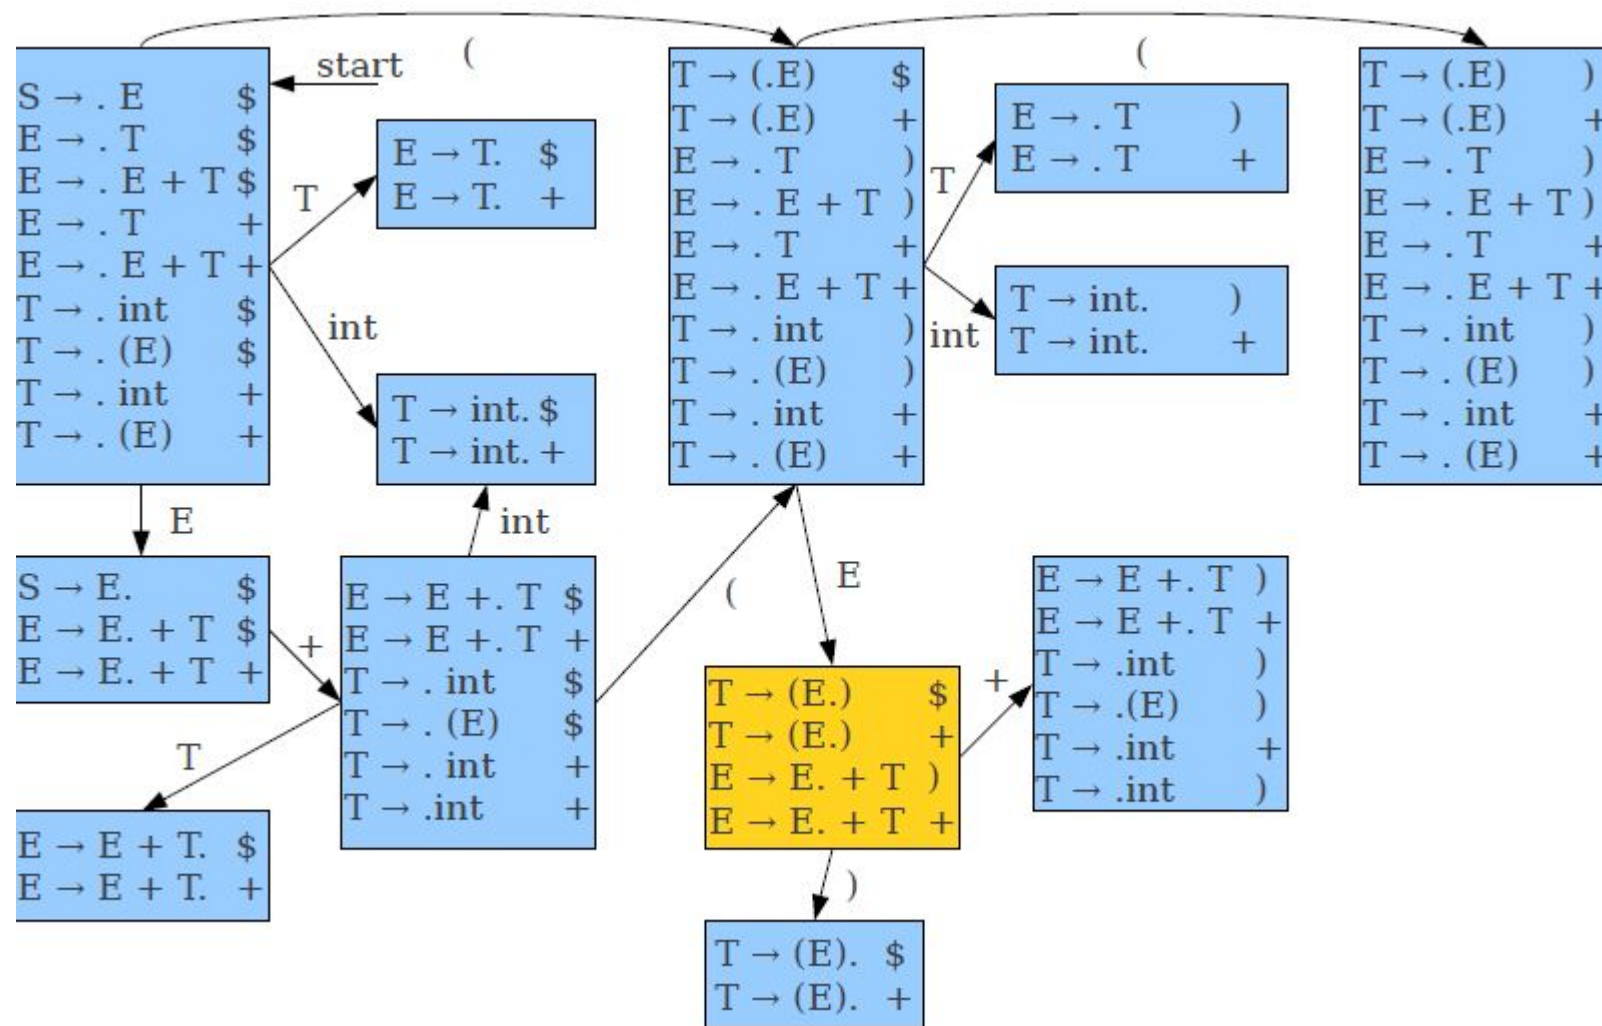 (
start
(
S → . E $
E → . T $
E → . E + T $
E → . T +
E → . E + T +
T → . int $
T → . (E) $
T → . int +
T → . (E) +
T
E → T. $
E → T. +
int
T → int. $
T → int. +
T → (.E) $
T → (.E) +
E → . T )
E → . E + T )
E → . T +
E → . E + T +
T → . int )
T → . (E) )
T → . int +
T → . (E) +
T
E → . T )
E → . T +
int
T → int. )
T → int. +
T → (.E) )
T → (.E) +
E → . T )
E → . E + T )
E → . T +
E → . E + T +
T → . int )
T → . (E) )
T → . int +
T → . (E) +
E
int
S → E. $
E → E. + T $
E → E. + T +
+
E → E +. T $
E → E +. T +
T → . int $
T → . (E) $
T → . int +
T → .int +
(
E
T
E → E + T. $
E → E + T. +
T → (E.) $
T → (E.) +
E → E. + T )
E → E. + T +
+
E → E +. T )
E → E +. T +
T → .int )
T → .(E) )
T → .int +
T → .int )
)
T → (E). $
T → (E). +